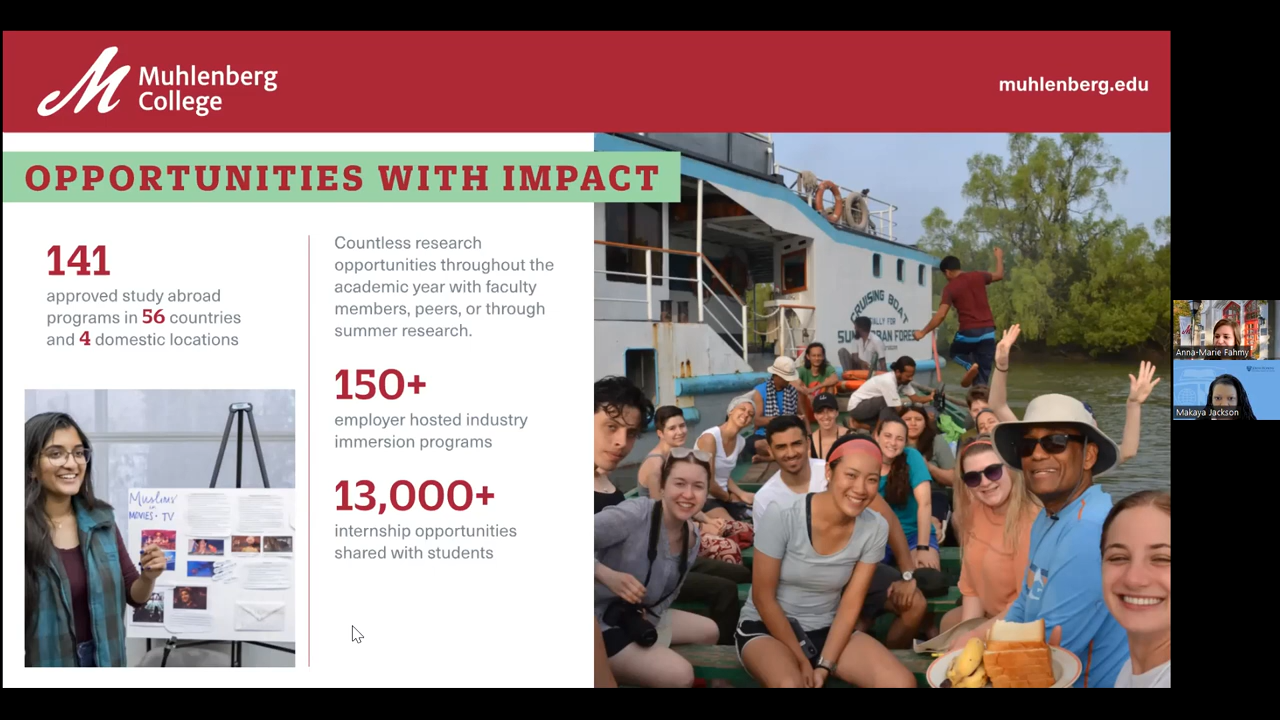 Muhlenberg
College
muhlenberg.edu
OPPORTUNITIES WITH IMPACT
141
approved study abroad
programs in 56 countries
and 4 domestic locations
Countless research
opportunities throughout the
academic year with faculty
members, peers, or through
summer research.
150+
employer hosted industry
immersion programs
13,000+
internship opportunities
shared with students
Muslims
in
MOVIES + TV
CRUISING BOAT
FOR
Anna-Marie Fahmy
Makaya Jackson